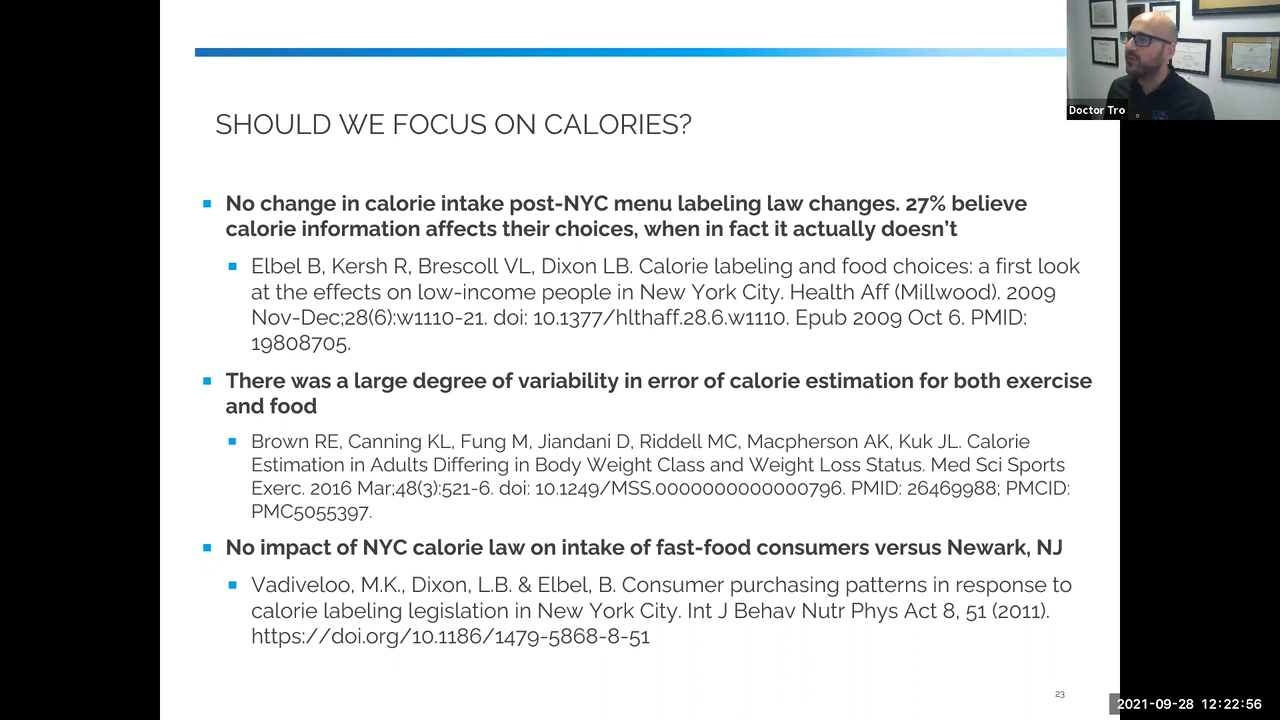 Doctor Tro
SHOULD WE FOCUS ON CALORIES?
No change in calorie intake post-NYC menu labeling law changes. 27% believe
calorie information affects their choices, when in fact it actually doesn't
Elbel B, Kersh R, Brescoll VL, Dixon LB. Calorie labeling and food choices: a first look
at the effects on low-income people in New York City. Health Aff (Millwood). 2009
Nov-Dec;28(6):w1110-21. doi: 10.1377/hlthaff.28.6.w1110. Epub 2009 Oct 6. PMID:
19808705.
There was a large degree of variability in error of calorie estimation for both exercise
and food
Brown RE, Canning KL, Fung M, Jiandani D, Riddell MC, Macpherson AK, Kuk JL. Calorie
Estimation in Adults Differing in Body Weight Class and Weight Loss Status. Med Sci Sports
Exerc. 2016 Mar;48(3):521-6. doi: 10.1249/MSS.0000000000000796. PMID: 26469988; PMCID:
PMC5055397.
No impact of NYC calorie law on intake of fast-food consumers versus Newark, NJ
Vadiveloo, M.K., Dixon, L.B. & Elbel, B. Consumer purchasing patterns in response to
calorie labeling legislation in New York City. Int J Behav Nutr Phys Act 8, 51 (2011).
https://doi.org/10.1186/1479-5868-8-51
23
2021-09-28 12:22:56